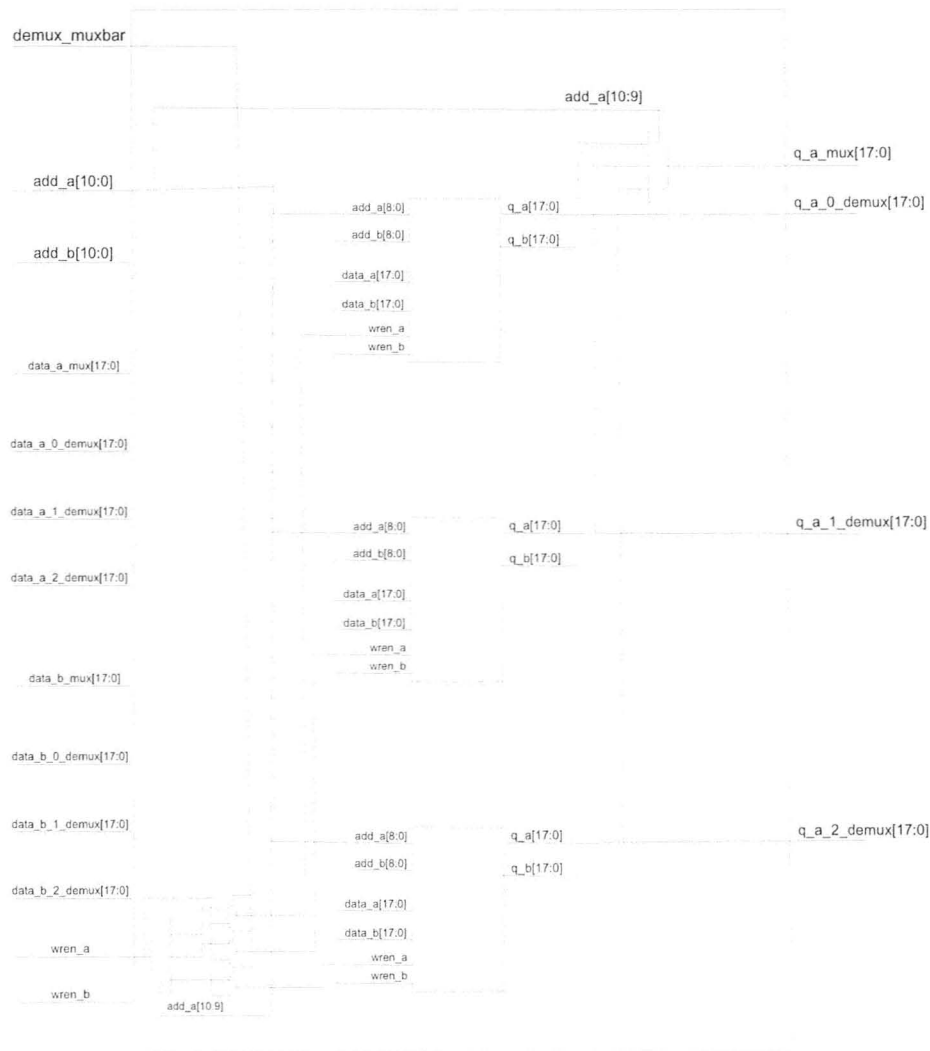 demux_muxbar
add_a[10:9]
q_a_mux[17:0]
add_a[10:0]
add_a[8:0]
q_a[17:0]
q_a_0_demux[17:0]
add_b[8:0]
q_b[17:0]
add_b[10:0]
data_a[17:0]
data_b[17:0]
wren_a
wren_b
data_a_mux[17:0]
data_a_0_demux[17:0]
data_a_1_demux[17:0]
add_a[8:0]
q_a[17:0]
q_a_1_demux[17:0]
add_b[8:0]
q_b[17:0]
data_a_2_demux[17:0]
data_a[17:0]
data_b[17:0]
wren_a
wren_b
data_b_mux[17:0]
data_b_0_demux[17:0]
data_b_1_demux[17:0]
add_a[8:0]
q_a[17:0]
q_a_2_demux[17:0]
add_b[8:0]
q_b[17:0]
data_b_2_demux[17:0]
data_a[17:0]
data_b[17:0]
wren_a
wren_a
wren_b
wren_b
add_a[10:9]